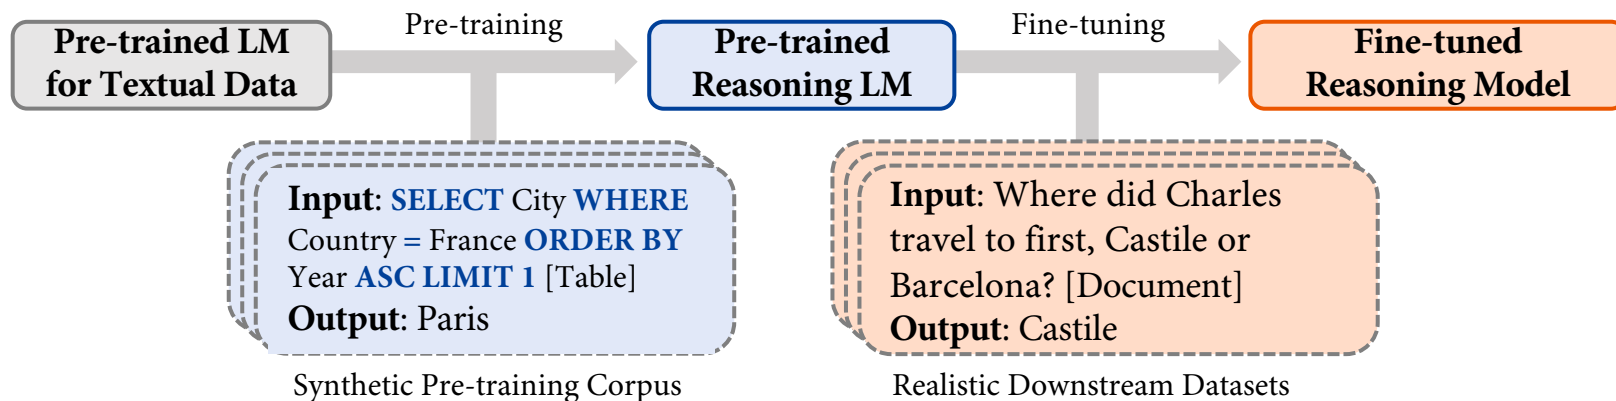 Pre-trained LM
for Textual Data
Pre-training
Pre-trained
Reasoning LM
Fine-tuning
Fine-tuned
Reasoning Model
Input: SELECT City WHERE
Country = France ORDER BY
Year ASC LIMIT 1 [Table]
Output: Paris
Synthetic Pre-training Corpus
Input: Where did Charles
travel to first, Castile or
Barcelona? [Document]
Output: Castile
Realistic Downstream Datasets